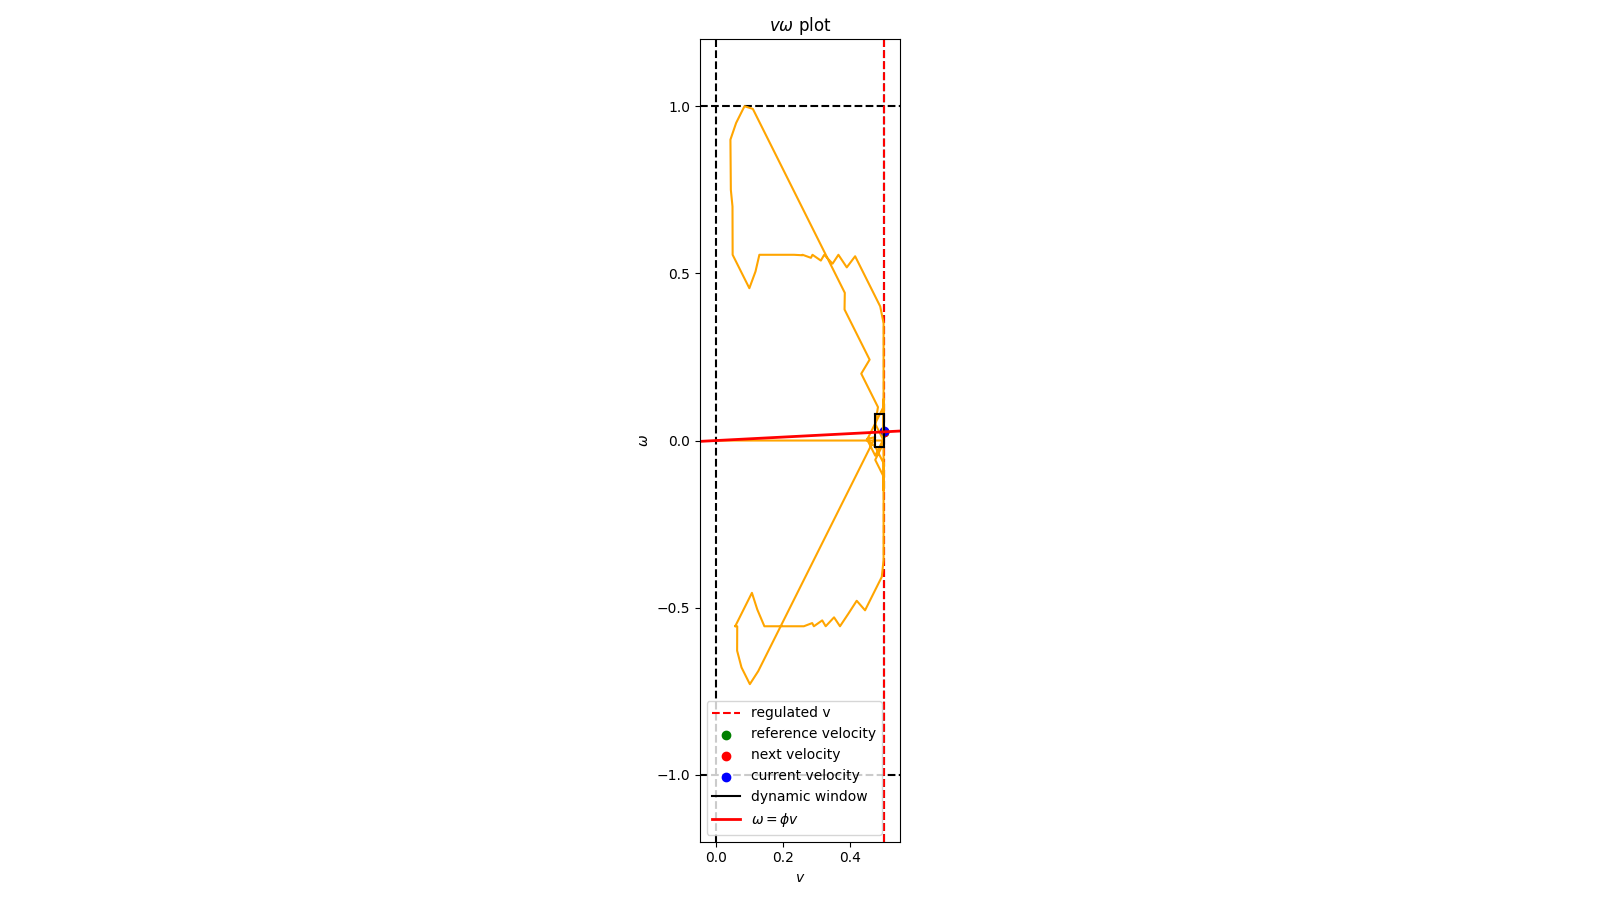 vω plot
1.0
0.5
0.0
−0.5
−1.0
ω
regulated v
reference velocity
next velocity
current velocity
dynamic window
ω = ϕv
0.0 0.2 0.4
v